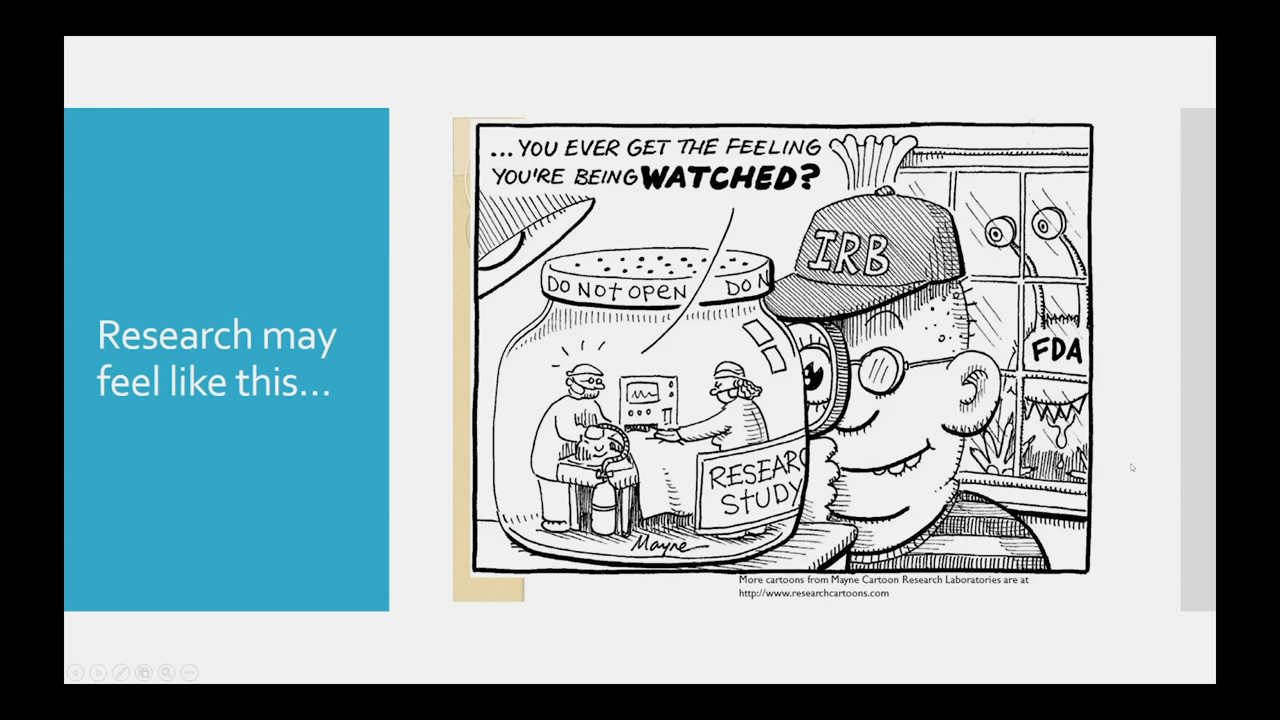 Research may
feel like this...
...YOU EVER GET THE FEELING
YOU'RE BEING WATCHED?
IRB
DO NOT OPEN DO N
FDA
RESEARC
STUDY
Mayne
More cartoons from Mayne Cartoon Research Laboratories are at
http://www.researchcartoons.com